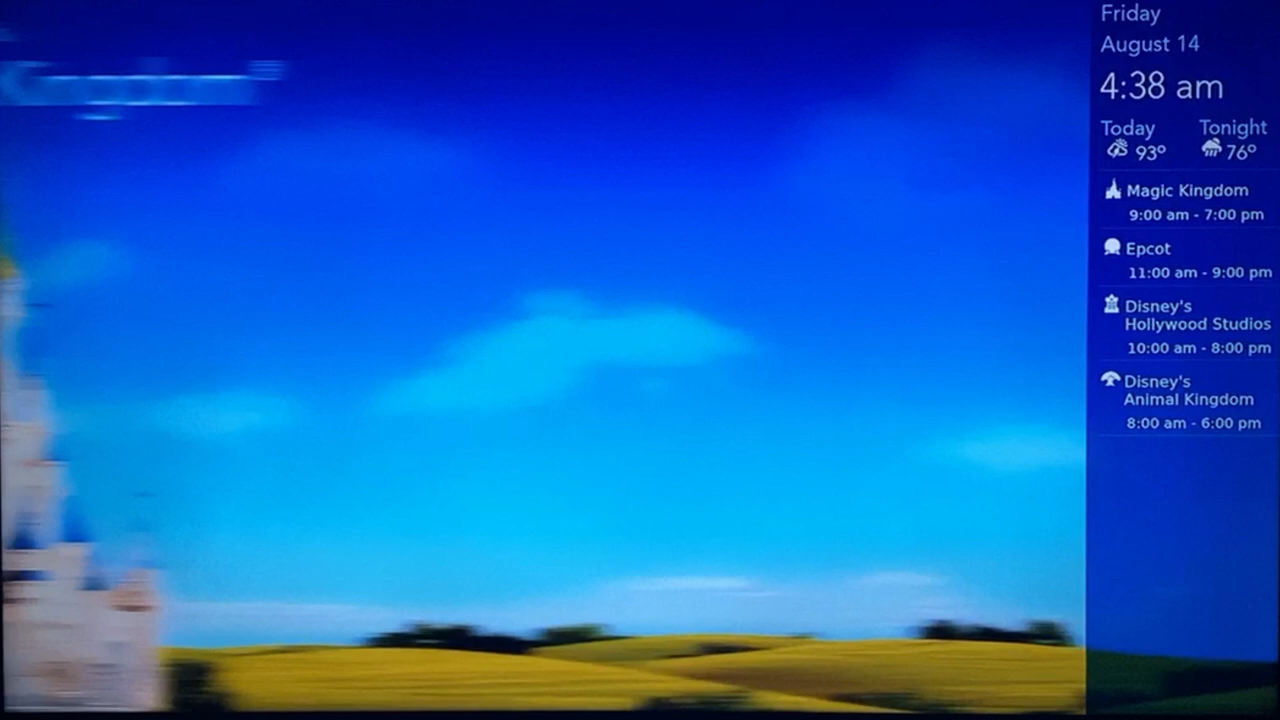 Kingdom
Friday
August 14
4:38 am
Today Tonight
93° 76°
Magic Kingdom
9:00 am - 7:00 pm
Epcot
11:00 am - 9:00 pm
Disney's
Hollywood Studios
10:00 am - 8:00 pm
Disney's
Animal Kingdom
8:00 am - 6:00 pm